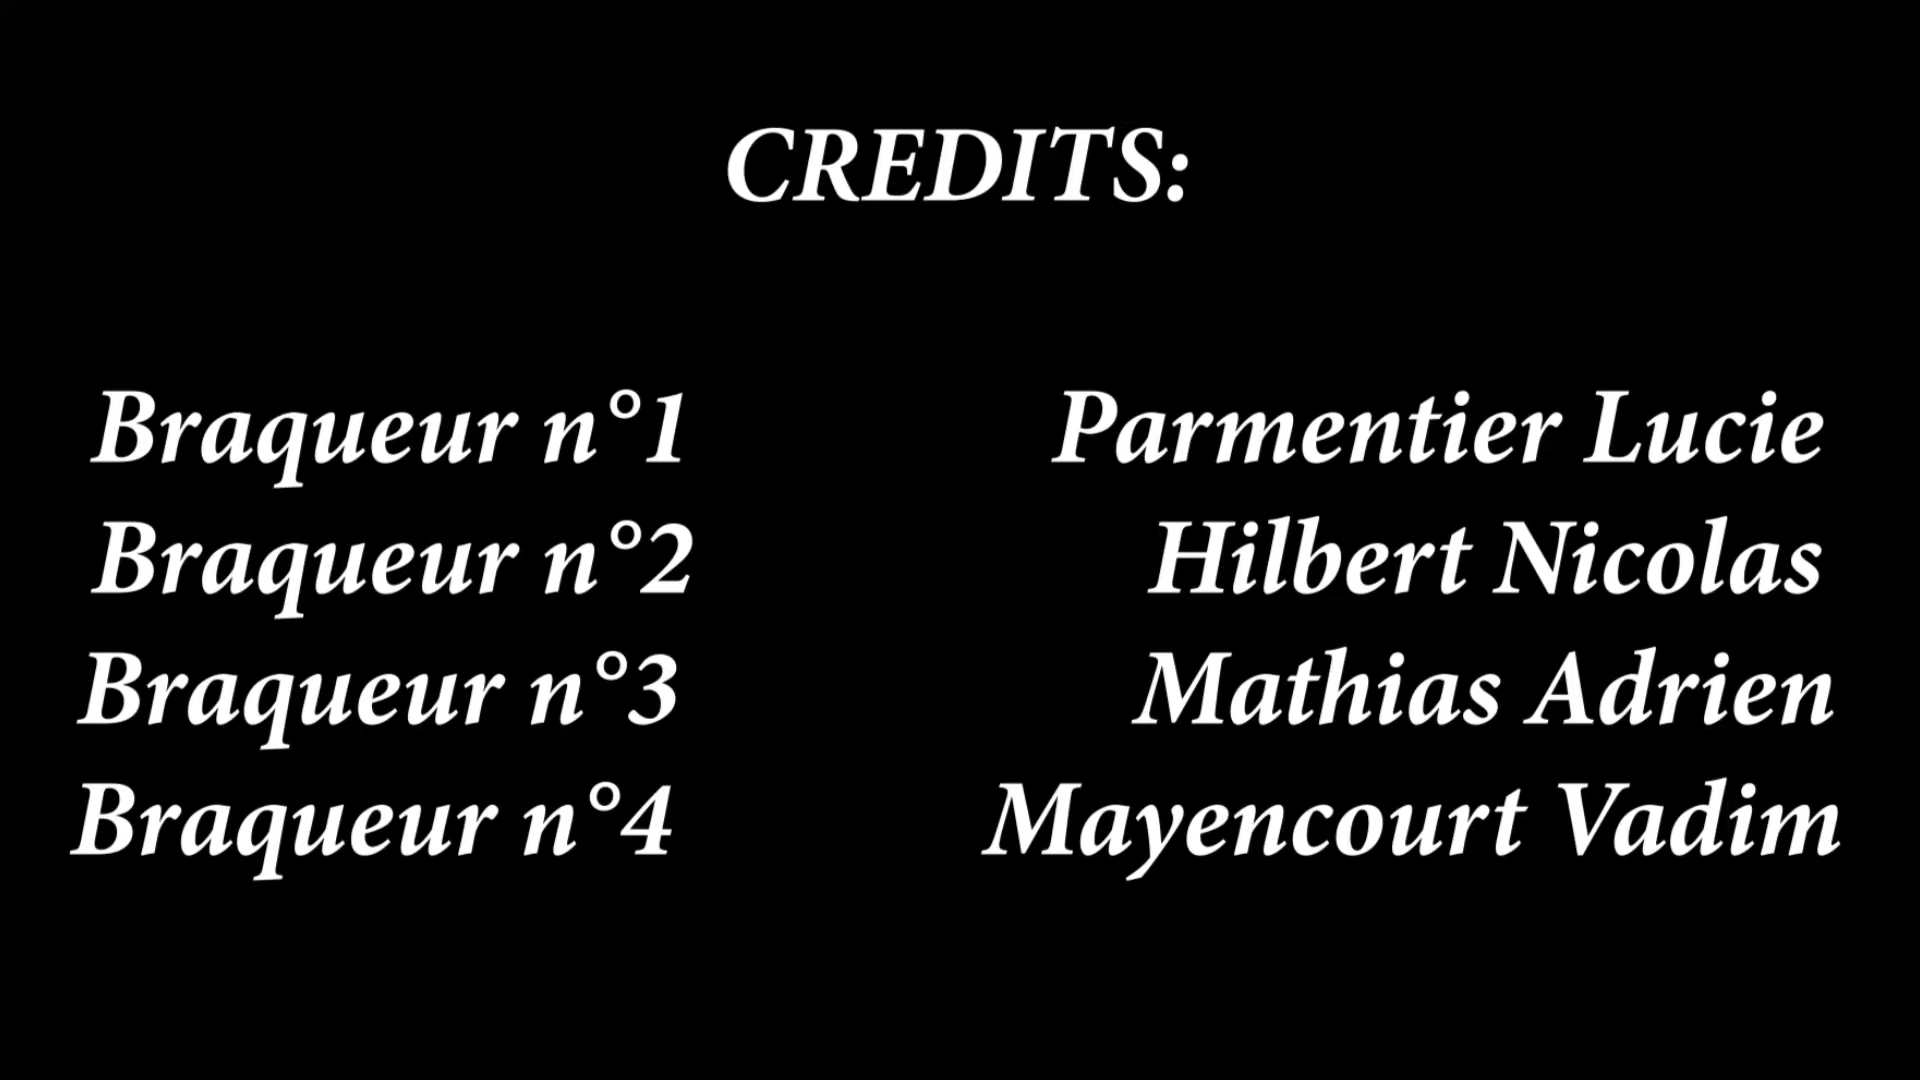 CREDITS:
Braqueur n°1 Parmentier Lucie
Braqueur n°2 Hilbert Nicolas
Braqueur n°3 Mathias Adrien
Braqueur n°4 Mayencourt Vadim